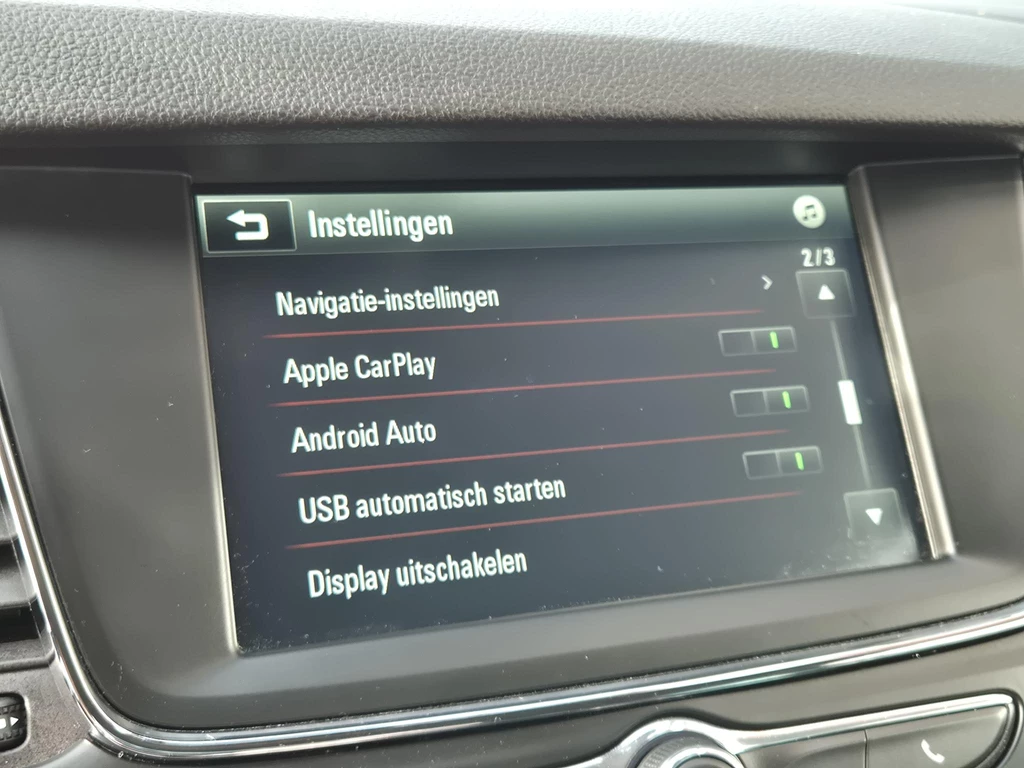 Instellingen
2/3
Navigatie-instellingen
Apple CarPlay
Android Auto
USB automatisch starten
Display uitschakelen